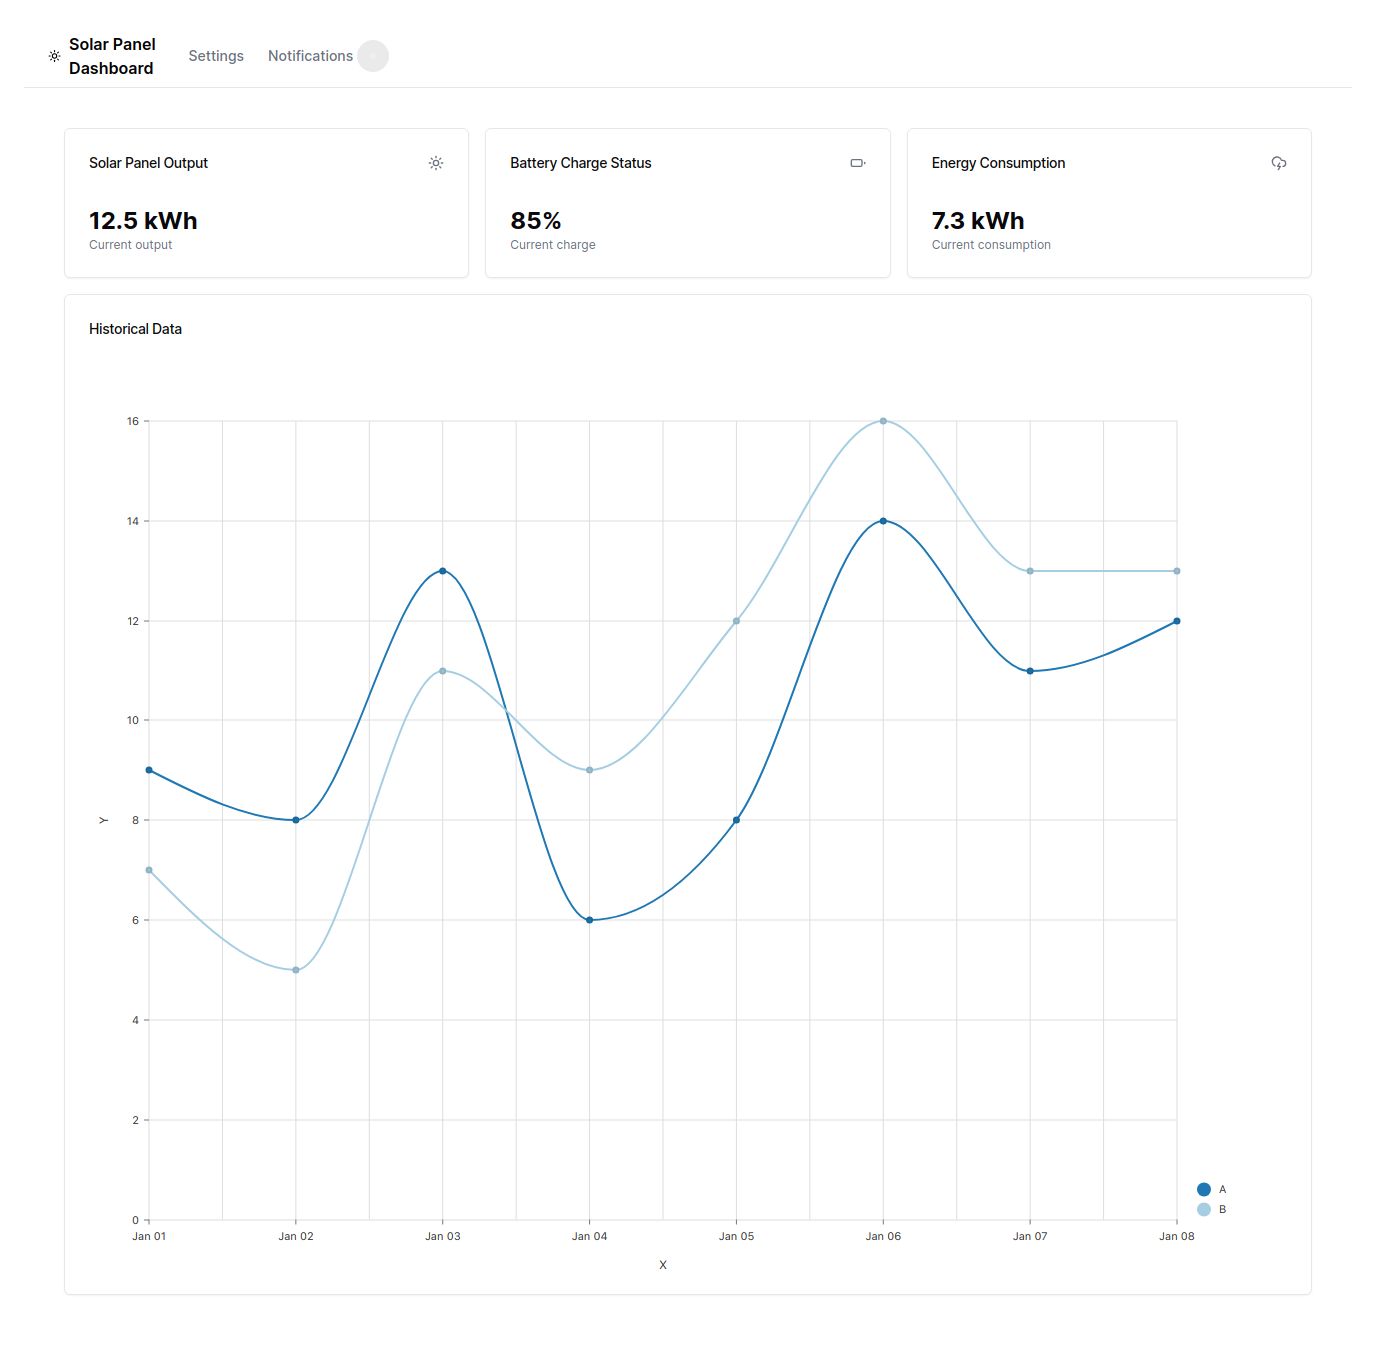 Solar Panel
Dashboard
Settings
Notifications
Solar Panel Output
12.5 kWh
Current output
Battery Charge Status
85%
Current charge
Energy Consumption
7.3 kWh
Current consumption
Historical Data
16
14
12
10
8
6
4
2
0
Y
Jan 01
Jan 02
Jan 03
Jan 04
Jan 05
Jan 06
Jan 07
Jan 08
X
A
B